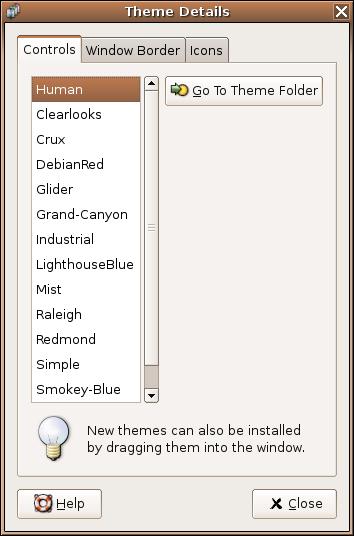 Theme Details
Controls
Window Border
Icons
Human
Clearlooks
Crux
DebianRed
Glider
Grand-Canyon
Industrial
LighthouseBlue
Mist
Raleigh
Redmond
Simple
Smokey-Blue
Go To Theme Folder
New themes can also be installed
by dragging them into the window.
Help
Close